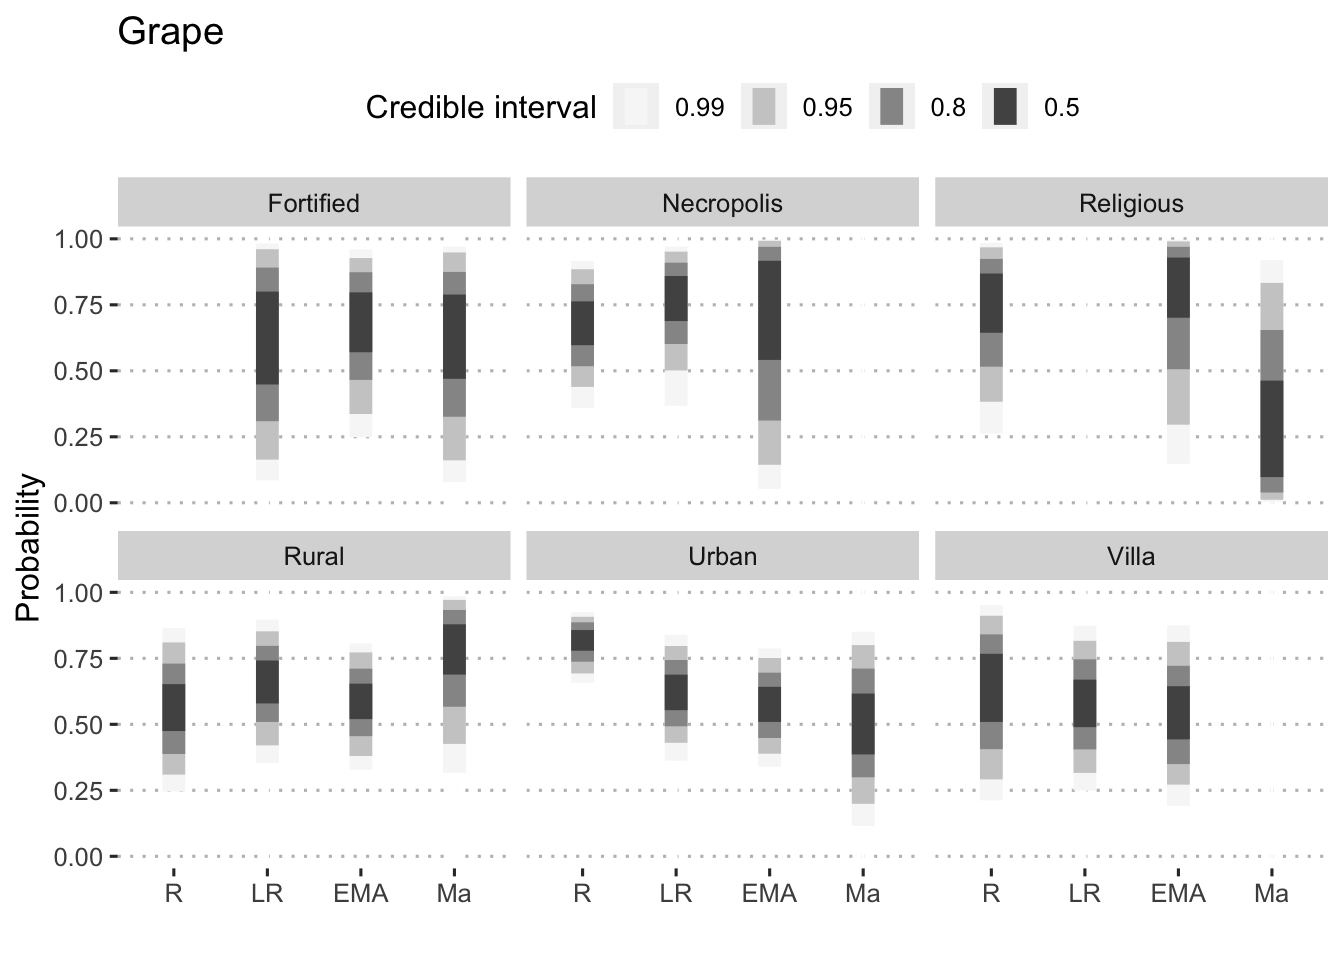 Grape
Credible interval 0.99 0.95 0.8 0.5
Fortified Necropolis Religious
1.00
0.75
0.50
0.25
0.00
Probability
Rural Urban Villa
1.00
0.75
0.50
0.25
0.00
R LR EMA Ma R LR EMA Ma R LR EMA Ma